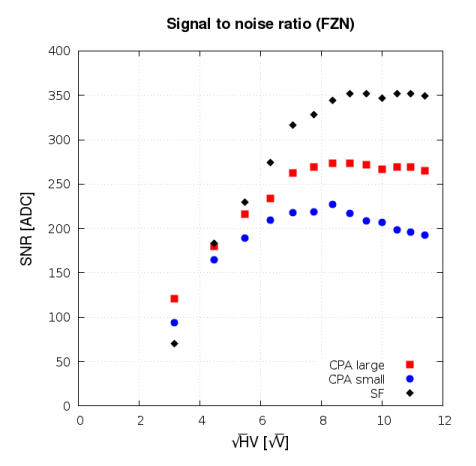 Signal to noise ratio (FZN)
400
350
300
250
200
150
100
50
0
SNR [ADC]
CPA large
CPA small
SF
0 2 4 6 8 10 12
√HV [√V]